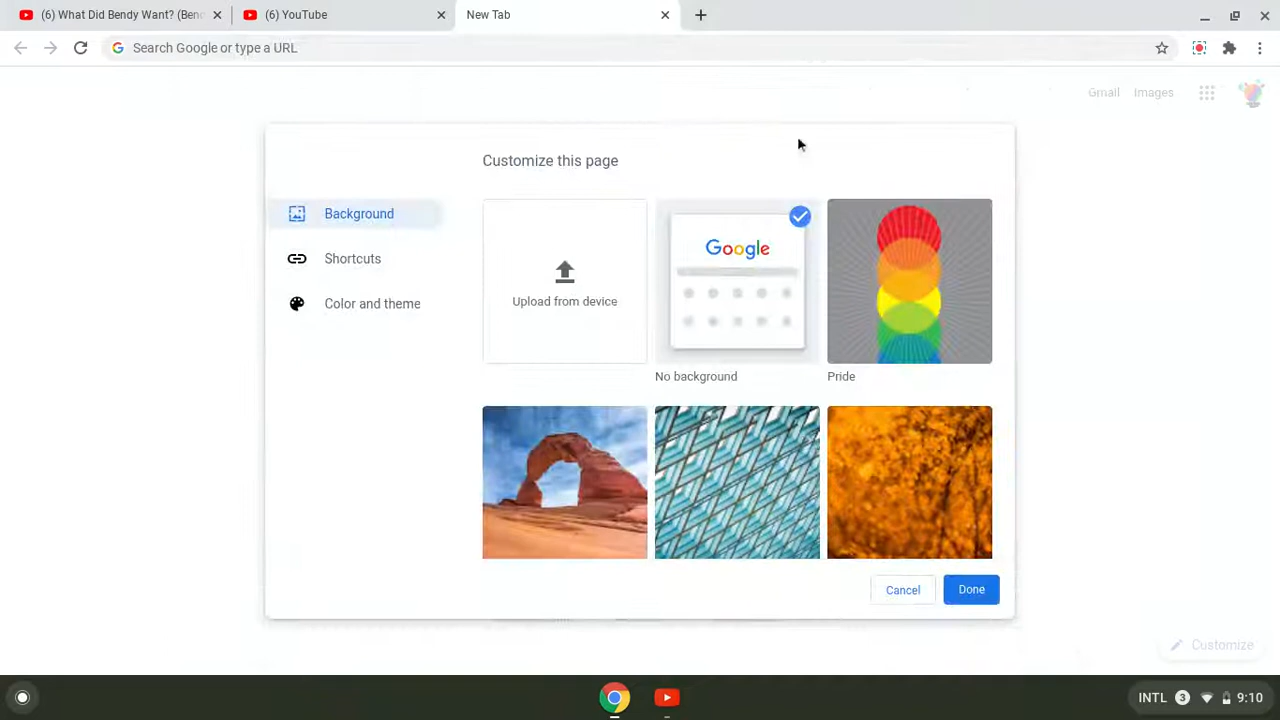 (6) What Did Bendy Want? (Ben
(6) YouTube
New Tab
Search Google or type a URL
Gmail
Images
Customize this page
Background
Shortcuts
Color and theme
Upload from device
Google
No background
Pride
Cancel
Done
Customize
INTL
3
9:10